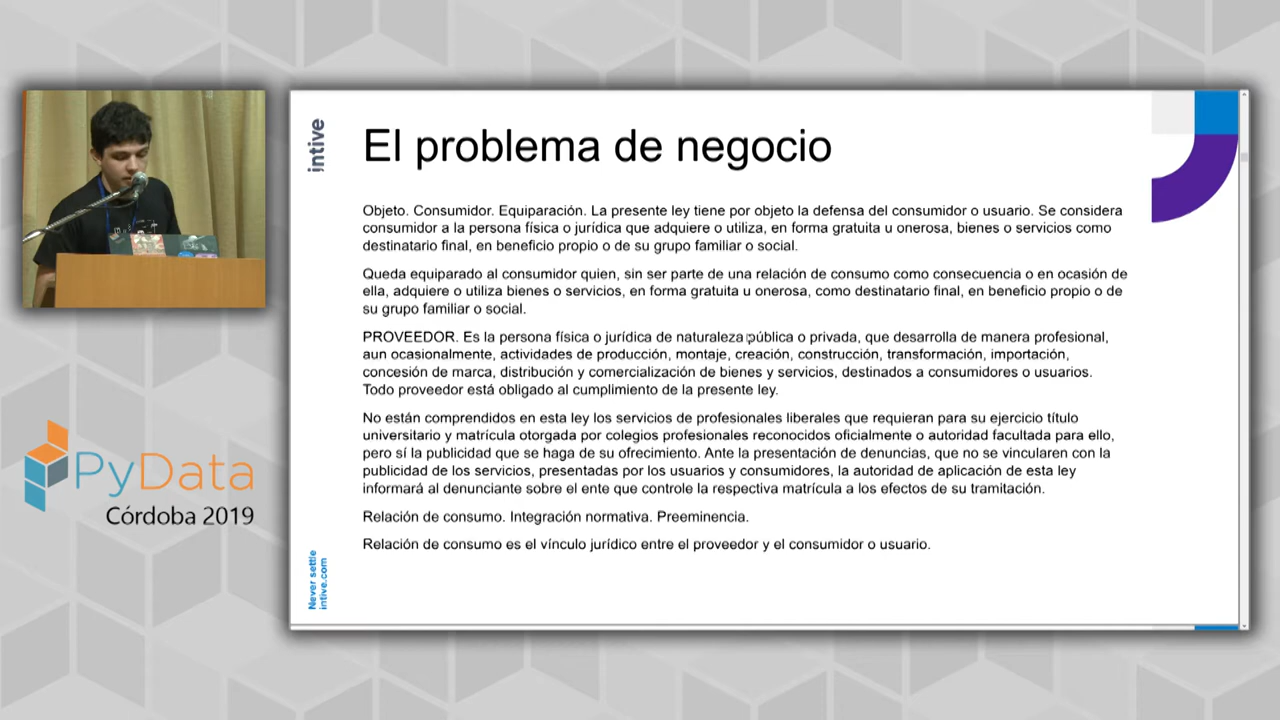 intive
El problema de negocio
Objeto. Consumidor. Equiparación. La presente ley tiene por objeto la defensa del consumidor o usuario. Se considera
consumidor a la persona física o jurídica que adquiere o utiliza, en forma gratuita u onerosa, bienes o servicios como
destinatario final, en beneficio propio o de su grupo familiar o social.
Queda equiparado al consumidor quien, sin ser parte de una relación de consumo como consecuencia o en ocasión de
ella, adquiere o utiliza bienes o servicios, en forma gratuita u onerosa, como destinatario final, en beneficio propio o de
su grupo familiar o social.
PROVEEDOR. Es la persona física o jurídica de naturaleza pública o privada, que desarrolla de manera profesional,
aun ocasionalmente, actividades de producción, montaje, creación, construcción, transformación, importación,
concesión de marca, distribución y comercialización de bienes y servicios, destinados a consumidores o usuarios.
Todo proveedor está obligado al cumplimiento de la presente ley.
No están comprendidos en esta ley los servicios de profesionales liberales que requieran para su ejercicio título
universitario y matrícula otorgada por colegios profesionales reconocidos oficialmente o autoridad facultada para ello,
pero sí la publicidad que se haga de su ofrecimiento. Ante la presentación de denuncias, que no se vincularen con la
publicidad de los servicios, presentadas por los usuarios y consumidores, la autoridad de aplicación de esta ley
informará al denunciante sobre el ente que controle la respectiva matrícula a los efectos de su tramitación.
Relación de consumo. Integración normativa. Preeminencia.
Relación de consumo es el vínculo jurídico entre el proveedor y el consumidor o usuario.
Never settle
intive.com
PyData
Córdoba 2019